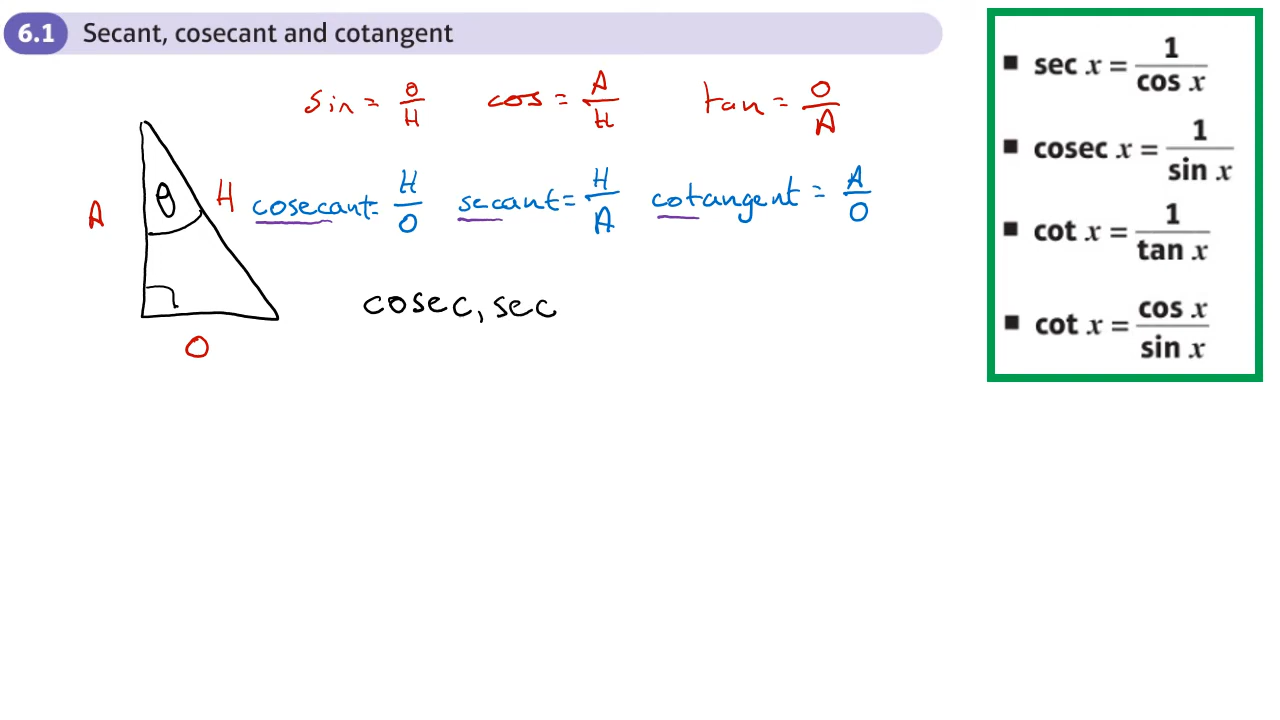 6.1 Secant, cosecant and cotangent
sin = O/H cos = A/H tan = O/A
θ
A
H
O
cosecant = H/O secant = H/A cotangent = A/O
cosec, sec
■ sec x = 1/cos x
■ cosec x = 1/sin x
■ cot x = 1/tan x
■ cot x = cos x/sin x